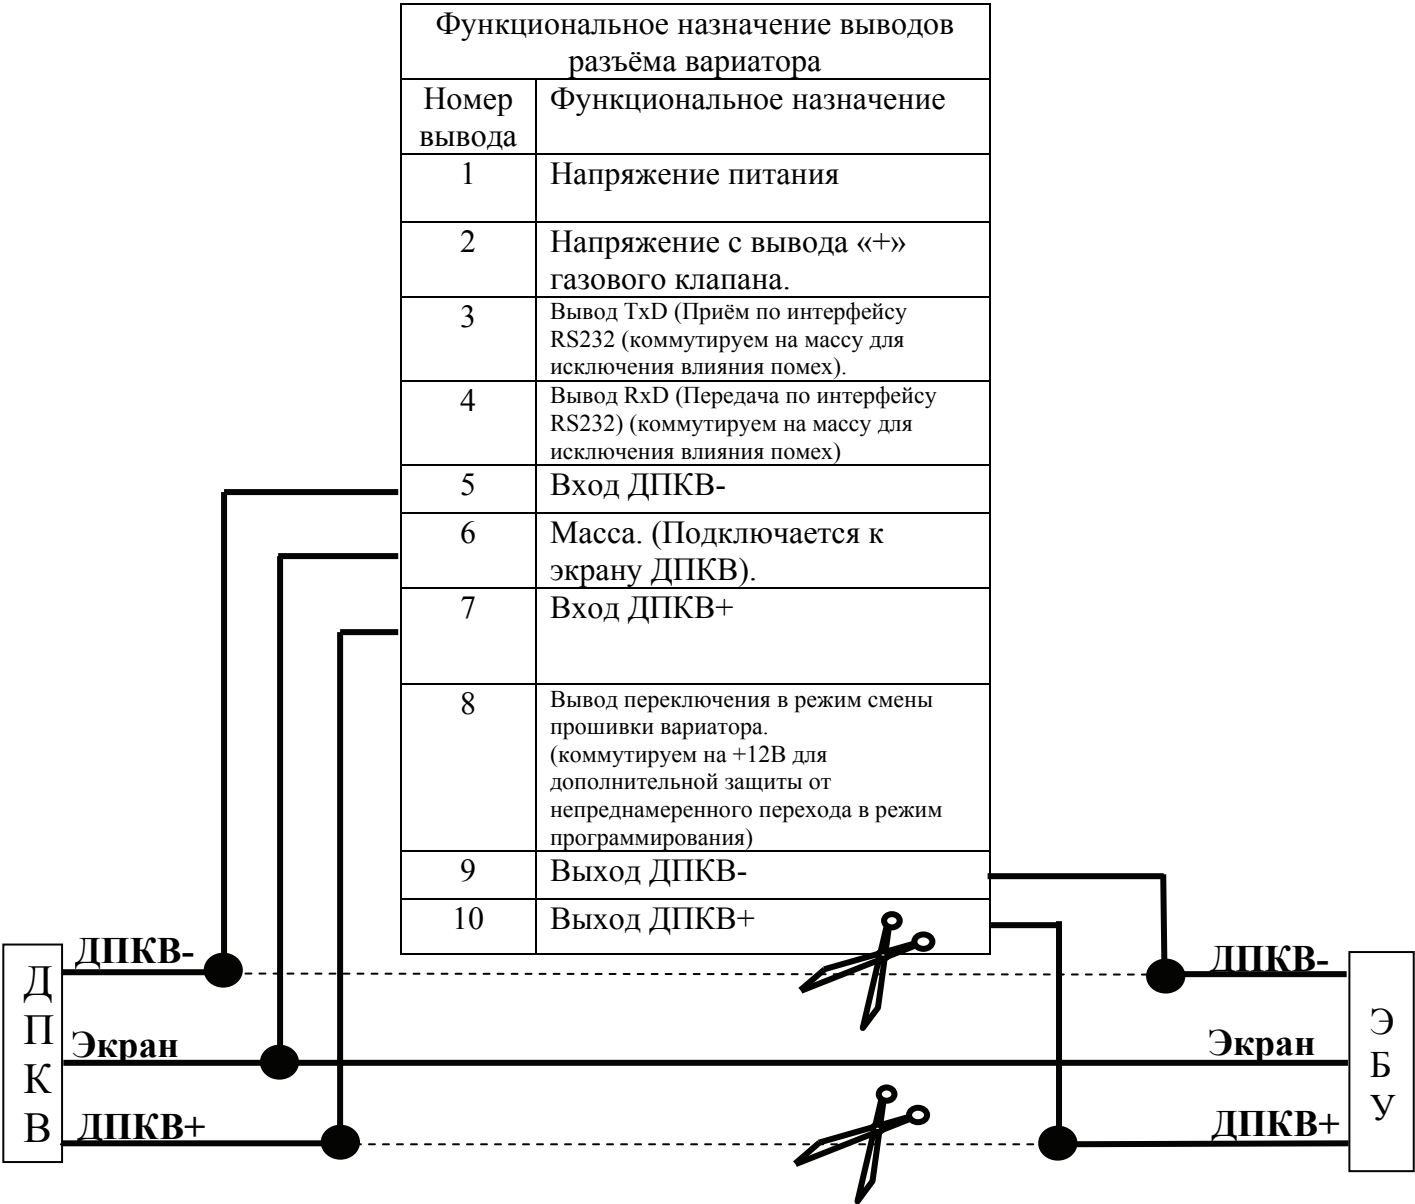 Функциональное назначение выводов
разъёма вариатора
Номер
вывода
Функциональное назначение
1
Напряжение питания
2
Напряжение с вывода «+»
газового клапана.
3
Вывод TxD (Приём по интерфейсу
RS232 (коммутируем на массу для
исключения влияния помех).
4
Вывод RxD (Передача по интерфейсу
RS232) (коммутируем на массу для
исключения влияния помех)
5
Вход ДПКВ-
6
Масса. (Подключается к
экрану ДПКВ).
7
Вход ДПКВ+
8
Вывод переключения в режим смены
прошивки вариатора.
(коммутируем на +12В для
дополнительной защиты от
непреднамеренного перехода в режим
программирования)
9
Выход ДПКВ-
10
Выход ДПКВ+
Д
П
К
В
ДПКВ-
Экран
ДПКВ+
ДПКВ-
Экран
ДПКВ+
Э
Б
У